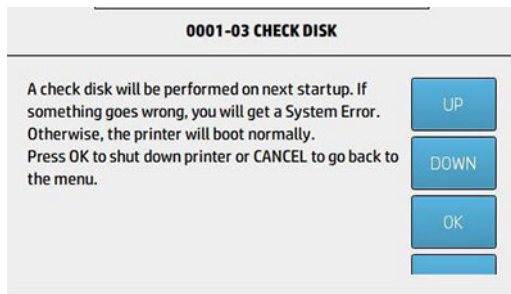 0001-03 CHECK DISK
A check disk will be performed on next startup. If
something goes wrong, you will get a System Error.
Otherwise, the printer will boot normally.
Press OK to shut down printer or CANCEL to go back to
the menu.
UP
DOWN
OK